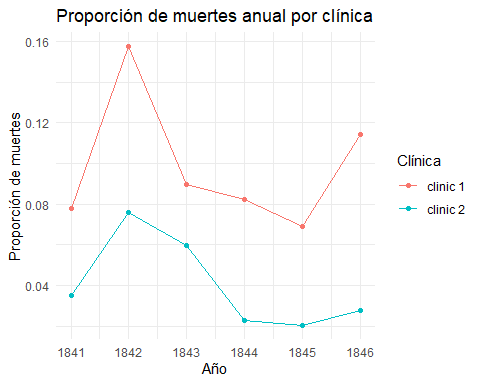 Proporción de muertes anual por clínica
Proporción de muertes
0.16
0.12
0.08
0.04
1841 1842 1843 1844 1845 1846
Año
Clínica
clinic 1
clinic 2